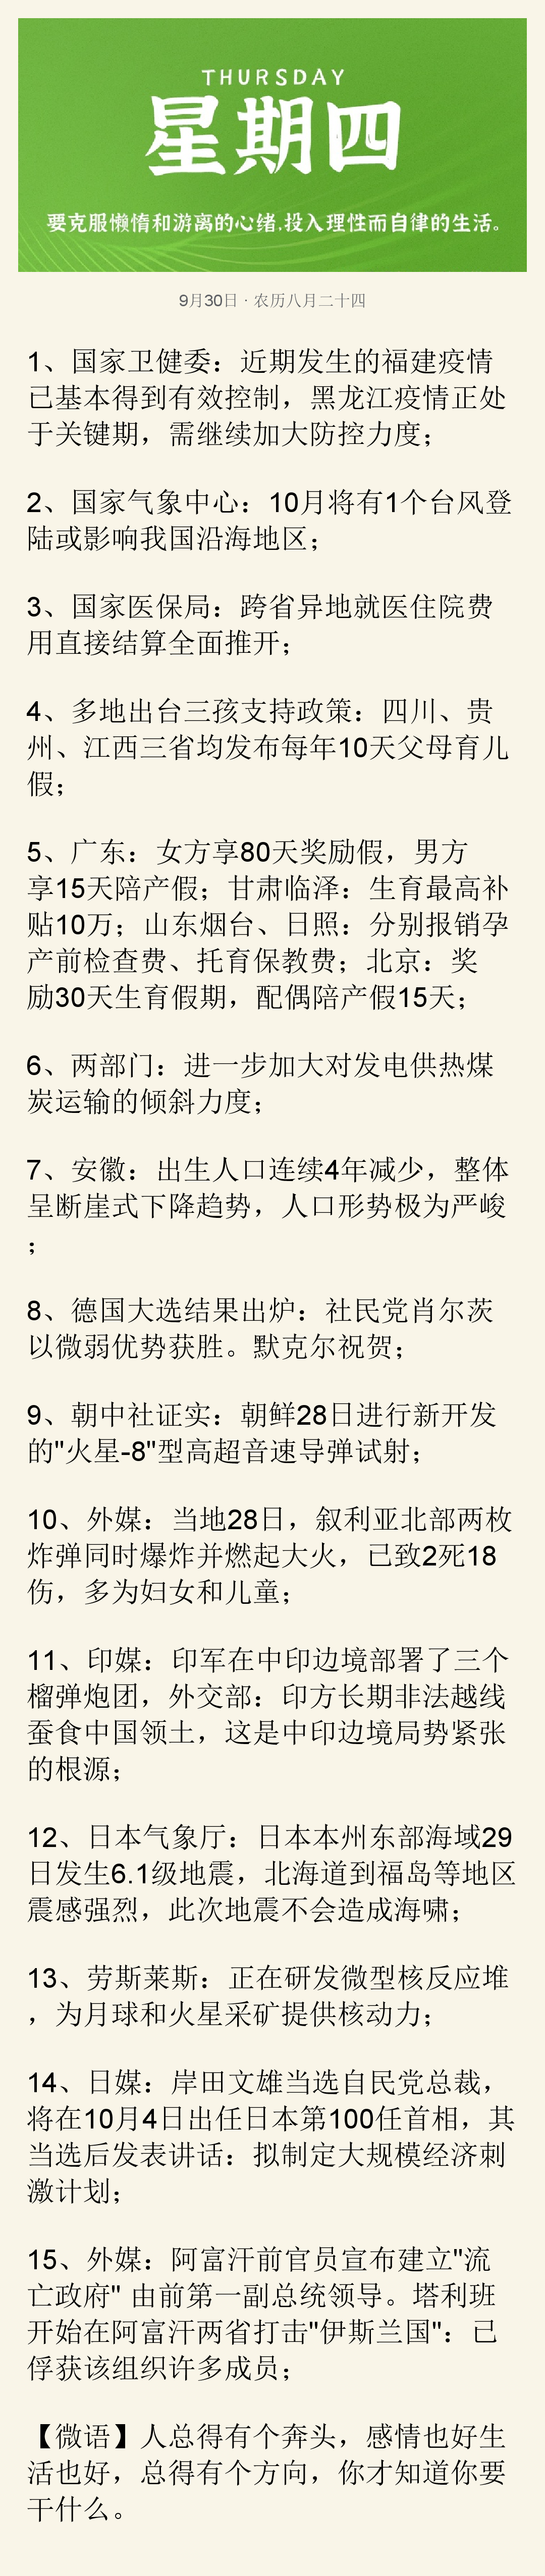 THURSDAY
星期四
要克服懒惰和游离的心绪,投入理性而自律的生活。
9月30日 · 农历八月二十四
1、国家卫健委：近期发生的福建疫情
已基本得到有效控制，黑龙江疫情正处
于关键期，需继续加大防控力度；
2、国家气象中心：10月将有1个台风登
陆或影响我国沿海地区；
3、国家医保局：跨省异地就医住院费
用直接结算全面推开；
4、多地出台三孩支持政策：四川、贵
州、江西三省均发布每年10天父母育儿
假；
5、广东：女方享80天奖励假，男方
享15天陪产假；甘肃临泽：生育最高补
贴10万；山东烟台、日照：分别报销孕
产前检查费、托育保教费；北京：奖
励30天生育假期，配偶陪产假15天；
6、两部门：进一步加大对发电供热煤
炭运输的倾斜力度；
7、安徽：出生人口连续4年减少，整体
呈断崖式下降趋势，人口形势极为严峻
；
8、德国大选结果出炉：社民党肖尔茨
以微弱优势获胜。默克尔祝贺；
9、朝中社证实：朝鲜28日进行新开发
的"火星-8"型高超音速导弹试射；
10、外媒：当地28日，叙利亚北部两枚
炸弹同时爆炸并燃起大火，已致2死18
伤，多为妇女和儿童；
11、印媒：印军在中印边境部署了三个
榴弹炮团，外交部：印方长期非法越线
蚕食中国领土，这是中印边境局势紧张
的根源；
12、日本气象厅：日本本州东部海域29
日发生6.1级地震，北海道到福岛等地区
震感强烈，此次地震不会造成海啸；
13、劳斯莱斯：正在研发微型核反应堆
，为月球和火星采矿提供核动力；
14、日媒：岸田文雄当选自民党总裁，
将在10月4日出任日本第100任首相，其
当选后发表讲话：拟制定大规模经济刺
激计划；
15、外媒：阿富汗前官员宣布建立"流
亡政府" 由前第一副总统领导。塔利班
开始在阿富汗两省打击"伊斯兰国"：已
俘获该组织许多成员；
【微语】人总得有个奔头，感情也好生
活也好，总得有个方向，你才知道你要
干什么。